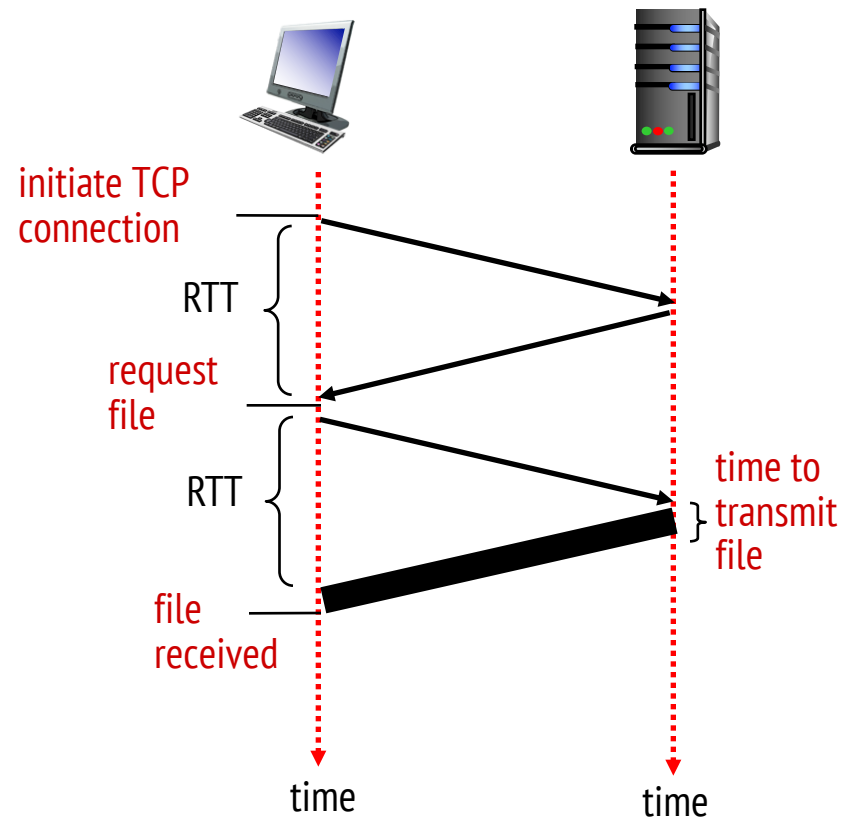 initiate TCP
connection
RTT
request
file
RTT
time to
transmit
file
file
received
time
time